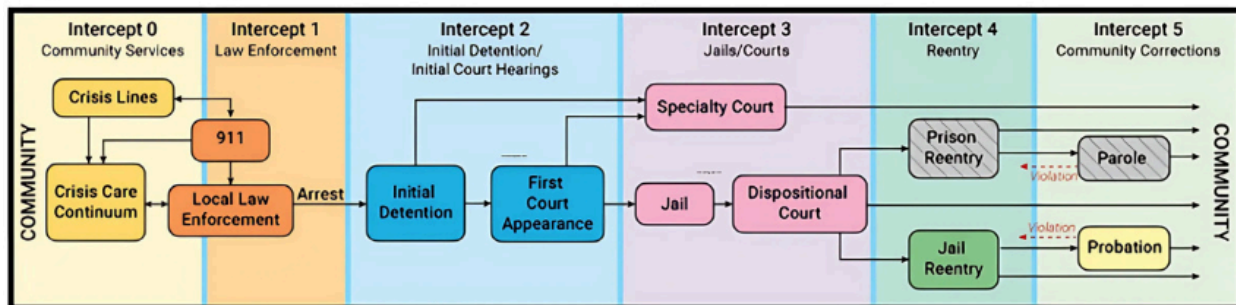 Intercept 0
Community Services
Intercept 1
Law Enforcement
Intercept 2
Initial Detention/
Initial Court Hearings
Intercept 3
Jails/Courts
Intercept 4
Reentry
Intercept 5
Community Corrections
COMMUNITY
Crisis Lines
911
Crisis Care
Continuum
Local Law
Enforcement
Arrest
Initial
Detention
First
Court
Appearance
Specialty Court
Jail
Dispositional
Court
Prison
Reentry
Violation
Parole
Jail
Reentry
Violation
Probation
COMMUNITY